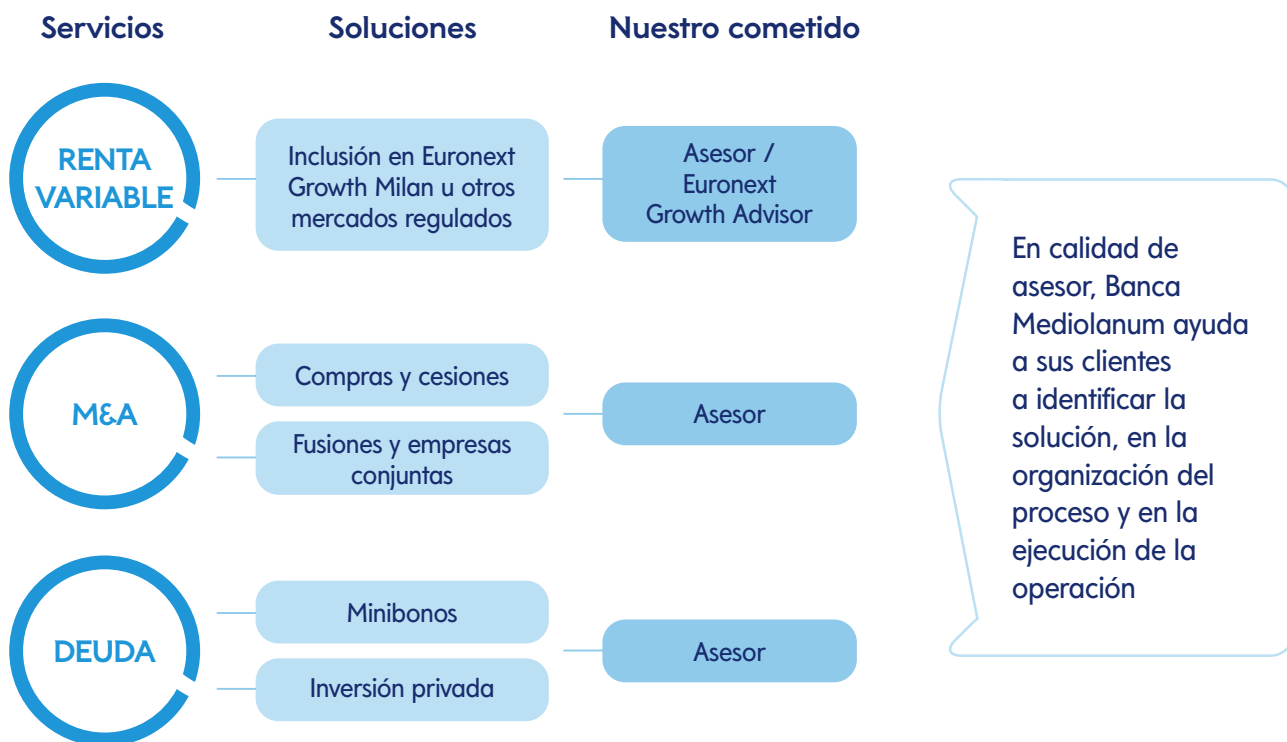 Servicios
Soluciones
Nuestro cometido
RENTA
VARIABLE
Inclusión en Euronext
Growth Milan u otros
mercados regulados
Asesor /
Euronext
Growth Advisor
M&A
Compras y cesiones
Fusiones y empresas
conjuntas
Asesor
DEUDA
Minibonos
Inversión privada
Asesor
En calidad de
asesor, Banca
Mediolanum ayuda
a sus clientes
a identificar la
solución, en la
organización del
proceso y en la
ejecución de la
operación